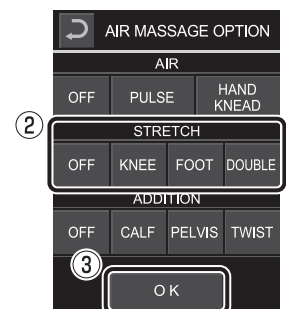 AIR MASSAGE OPTION
AIR
OFF PULSE HAND KNEAD
② STRETCH
OFF KNEE FOOT DOUBLE
ADDITION
OFF CALF PELVIS TWIST
③
OK